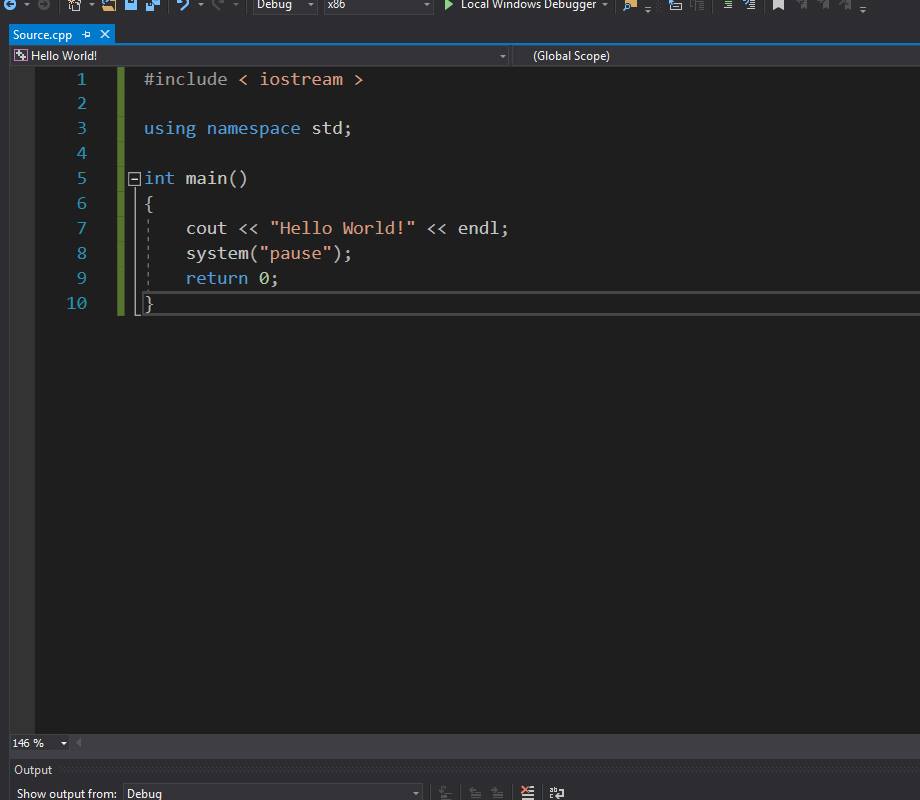 Debug x86 Local Windows Debugger
Source.cpp
Hello World! (Global Scope)
1 #include < iostream >
2
3 using namespace std;
4
5 int main()
6 {
7 cout << "Hello World!" << endl;
8 system("pause");
9 return 0;
10 }
146 %
Output
Show output from: Debug